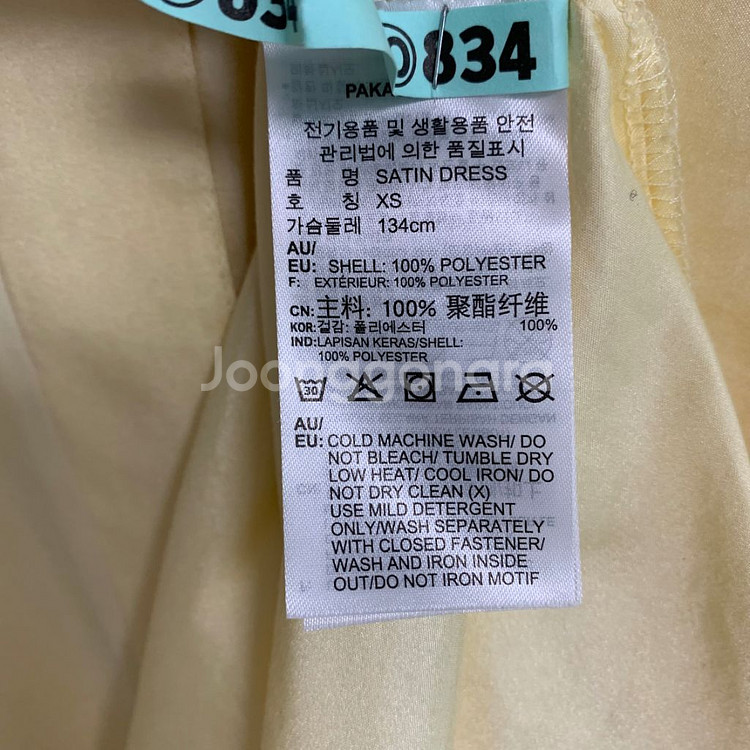 834
834
PAKA
전기용품 및 생활용품 안전
관리법에 의한 품질표시
품 명 SATIN DRESS
호 칭 XS
가슴둘레 134cm
AU/
EU: SHELL: 100% POLYESTER
F: EXTÉRIEUR: 100% POLYESTER
CN: 主料: 100% 聚酯纤维
KOR: 겉감: 폴리에스터 100%
IND: LAPISAN KERAS/SHELL:
100% POLYESTER
Joonggonara
30
AU/
EU: COLD MACHINE WASH/ DO
NOT BLEACH/ TUMBLE DRY
LOW HEAT/ COOL IRON/ DO
NOT DRY CLEAN (X)
USE MILD DETERGENT
ONLY/WASH SEPARATELY
WITH CLOSED FASTENER/
WASH AND IRON INSIDE
OUT/DO NOT IRON MOTIF